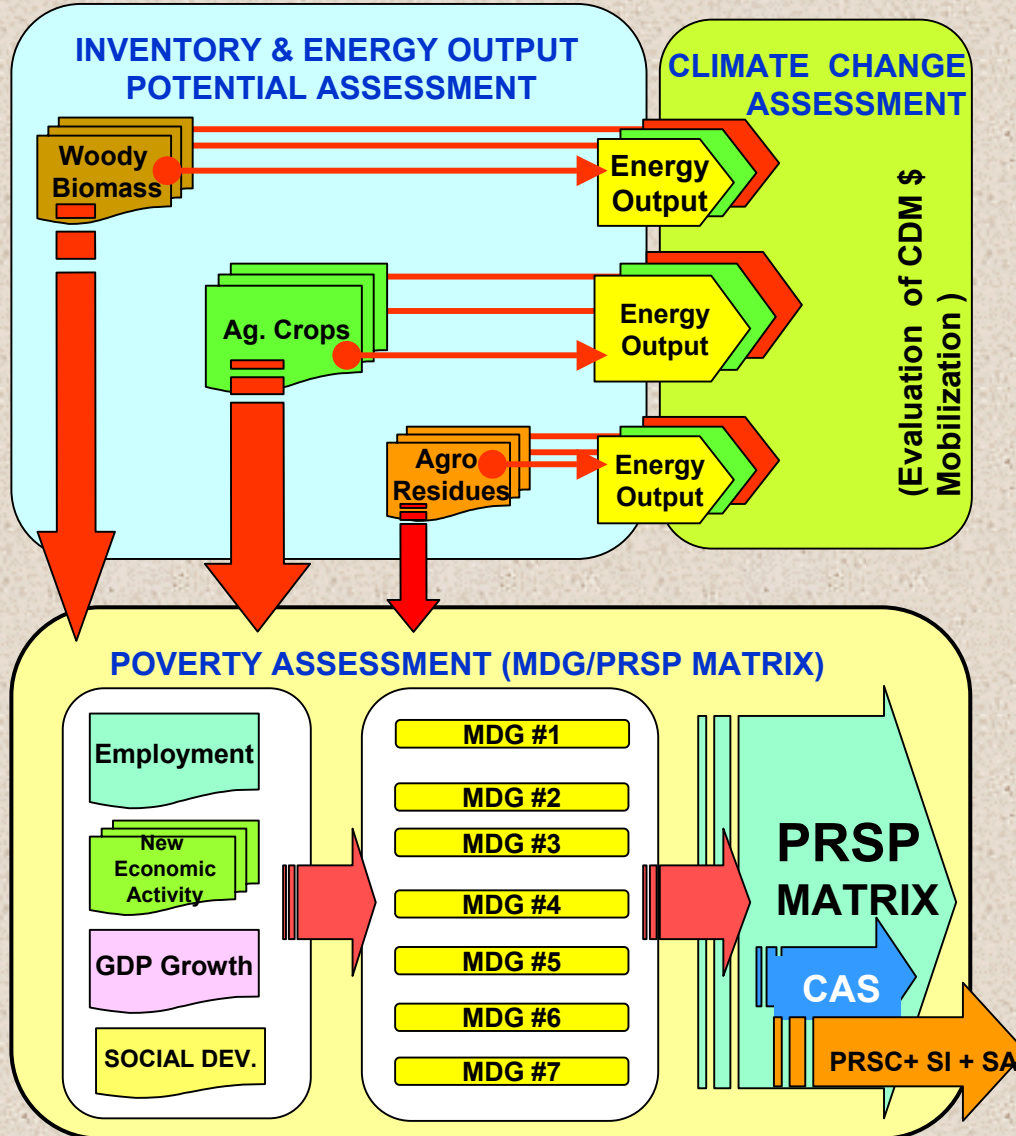 INVENTORY & ENERGY OUTPUT
POTENTIAL ASSESSMENT
CLIMATE CHANGE
ASSESSMENT
(Evaluation of CDM $
Mobilization )
Woody
Biomass
Energy
Output
Ag. Crops
Energy
Output
Agro
Residues
Energy
Output
POVERTY ASSESSMENT (MDG/PRSP MATRIX)
Employment
New
Economic
Activity
GDP Growth
SOCIAL DEV.
MDG #1
MDG #2
MDG #3
MDG #4
MDG #5
MDG #6
MDG #7
PRSP
MATRIX
CAS
PRSC+ SI + SA